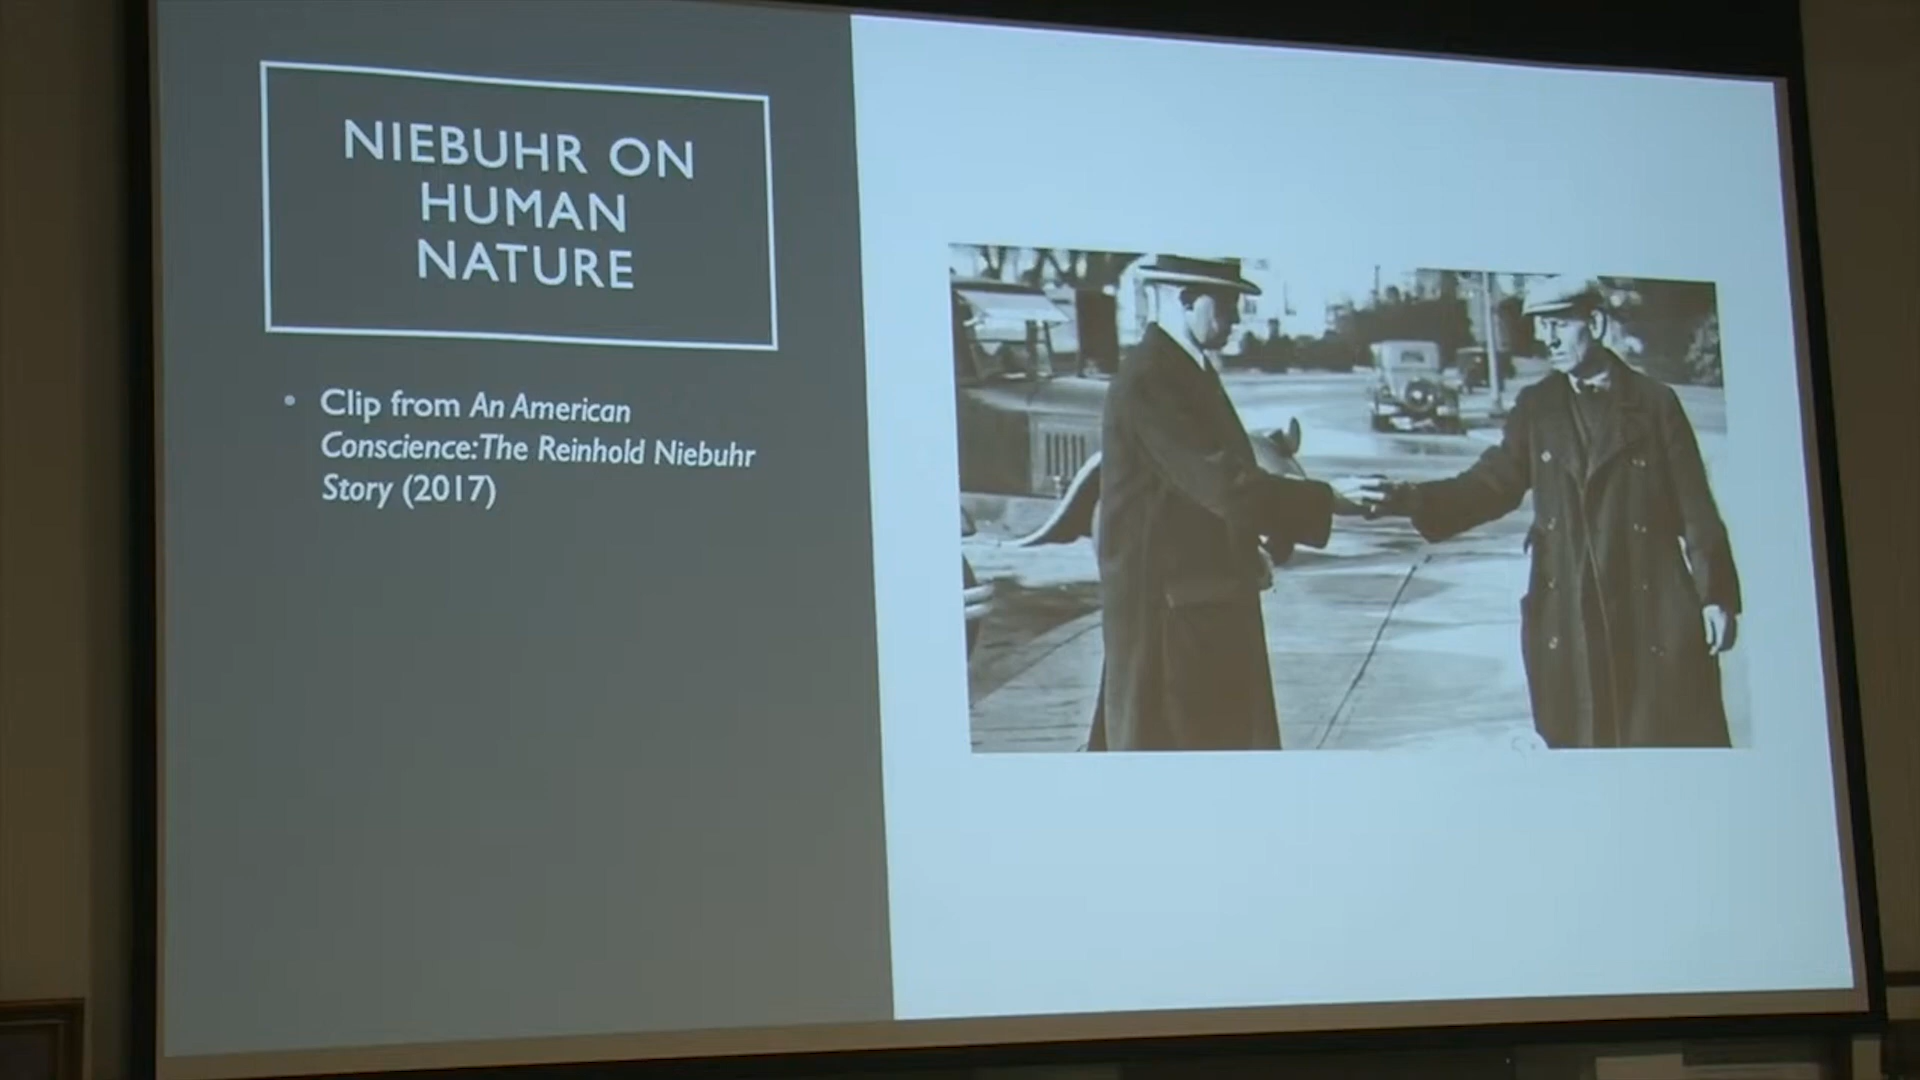 NIEBUHR ON
HUMAN
NATURE
• Clip from An American
Conscience: The Reinhold Niebuhr
Story (2017)